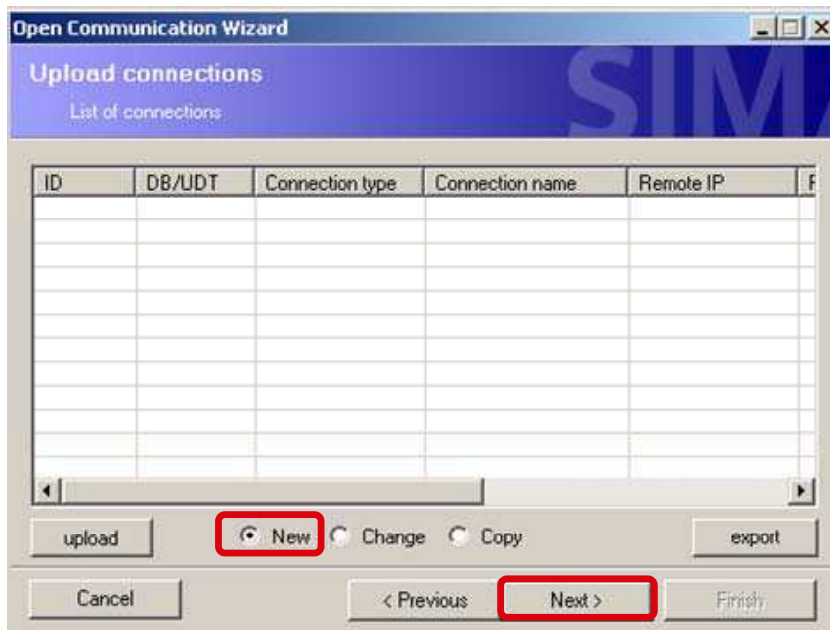 Open Communication Wizard
Upload connections
SIM
List of connections
ID DB/UDT Connection type Connection name Remote IP
upload New Change Copy export
Cancel < Previous Next > Finish